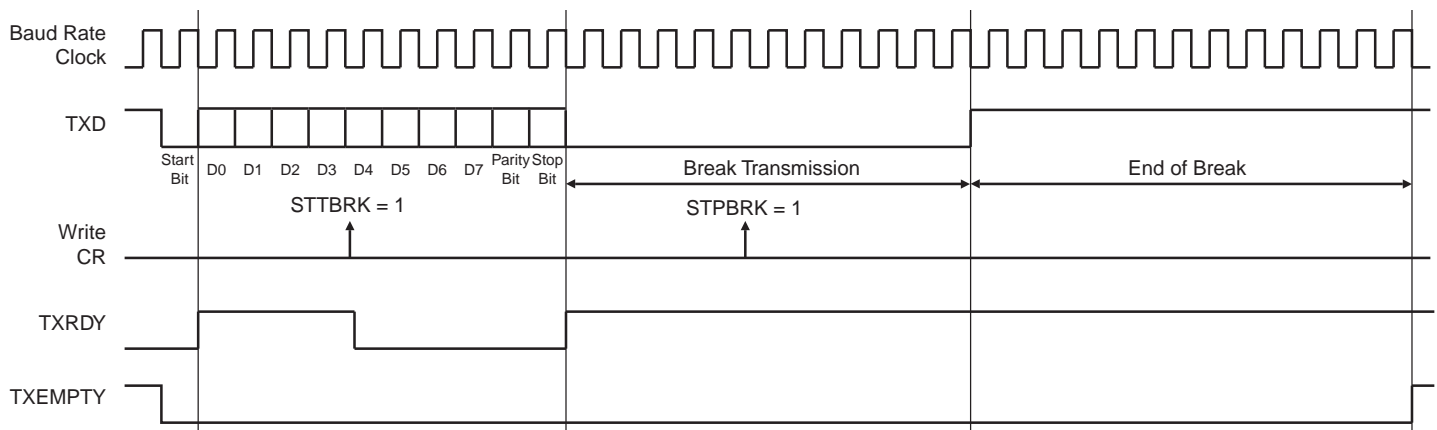 Baud Rate
Clock
TXD
Start
Bit
D0 D1 D2 D3 D4 D5 D6 D7
Parity
Bit
Stop
Bit
Break Transmission
End of Break
STTBRK = 1
STPBRK = 1
Write
CR
TXRDY
TXEMPTY